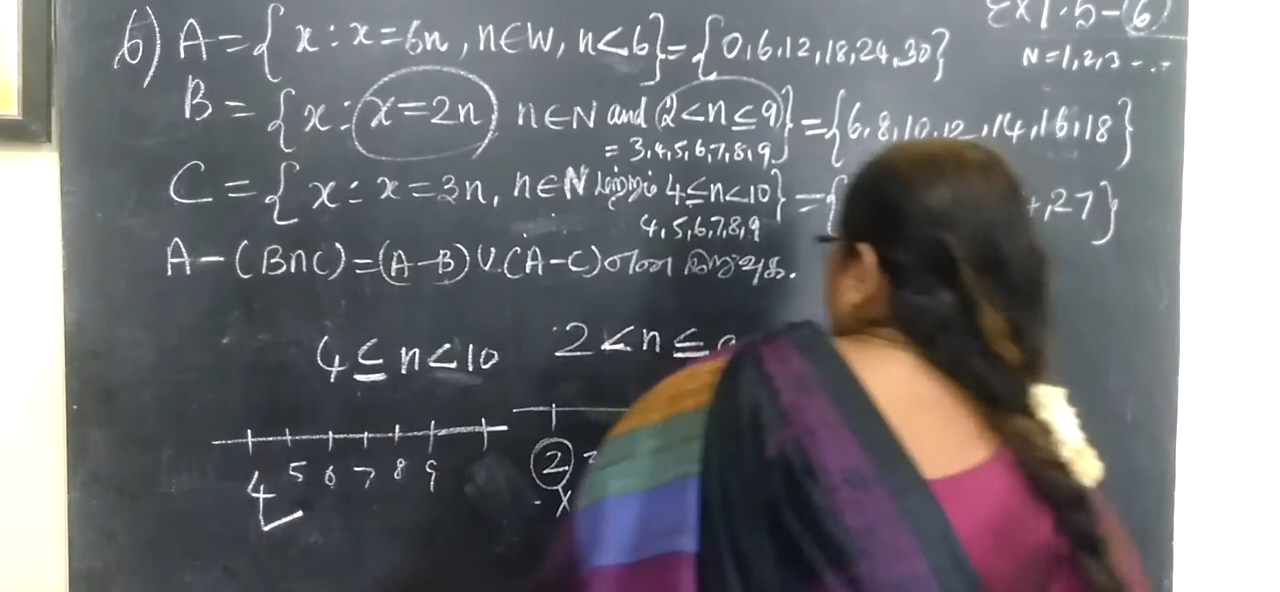 Ex 1.5-(6)
6) A={x:x=6n, n∈W, n<6}={0,6,12,18,24,30}
N=1,2,3 ....
B={x:x=2n, n∈N and 2<n≤9}={6,8,10,12,14,16,18}
=3,4,5,6,7,8,9
C={x:x=3n, n∈N மற்றும் 4≤n<10}={ ,27}
4,5,6,7,8,9
A-(B∩C)=(A-B)∪(A-C) என
4≤n<10 2<n≤
4 5 6 7 8 9 2
x